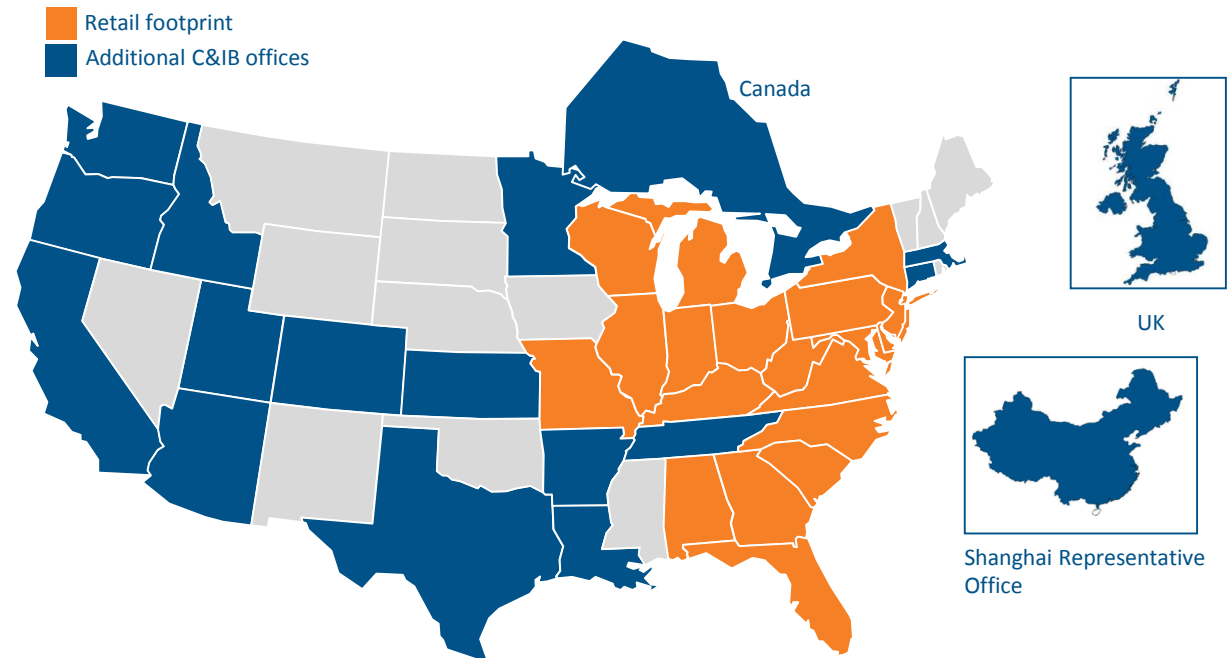 Retail footprint
Additional C&IB offices
Canada
UK
Shanghai Representative
Office